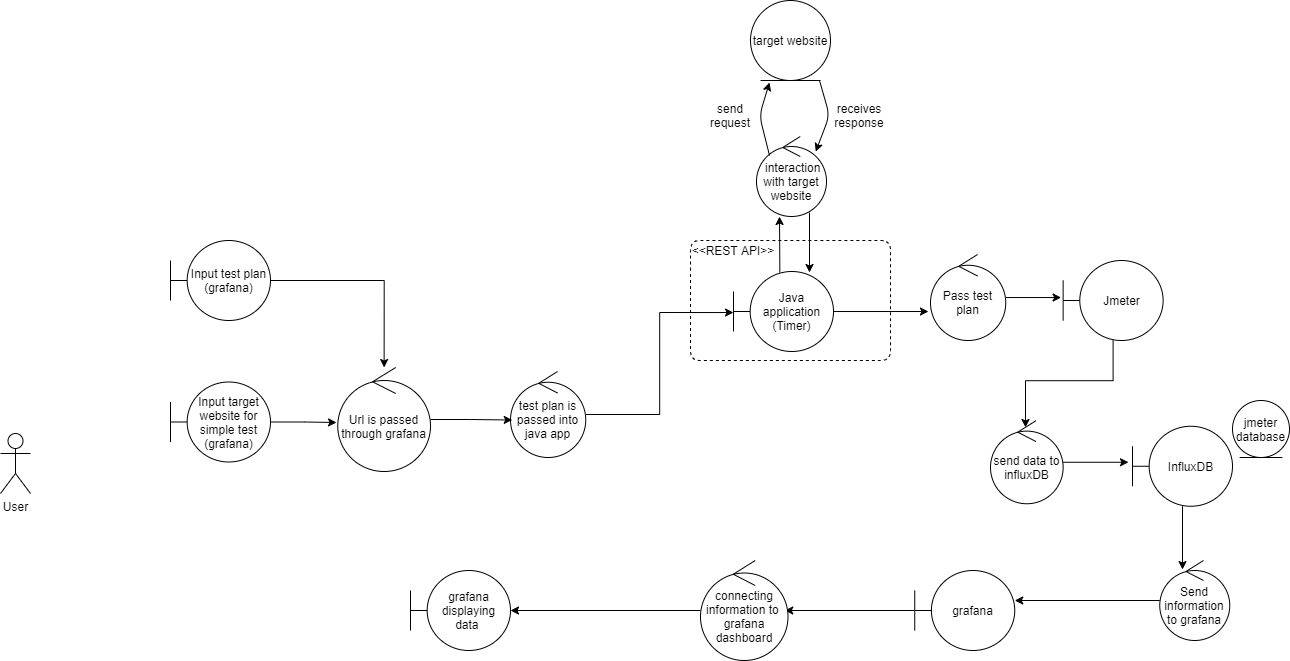 target website
send
request
receives
response
interaction
with target
website
<<REST API>>
Input test plan
(grafana)
Java
application
(Timer)
Pass test
plan
Jmeter
Input target
website for
simple test
(grafana)
Url is passed
through grafana
test plan is
passed into
java app
jmeter
database
send data to
influxDB
InfluxDB
User
grafana
displaying
data
connecting
information to
grafana
dashboard
grafana
Send
information
to grafana